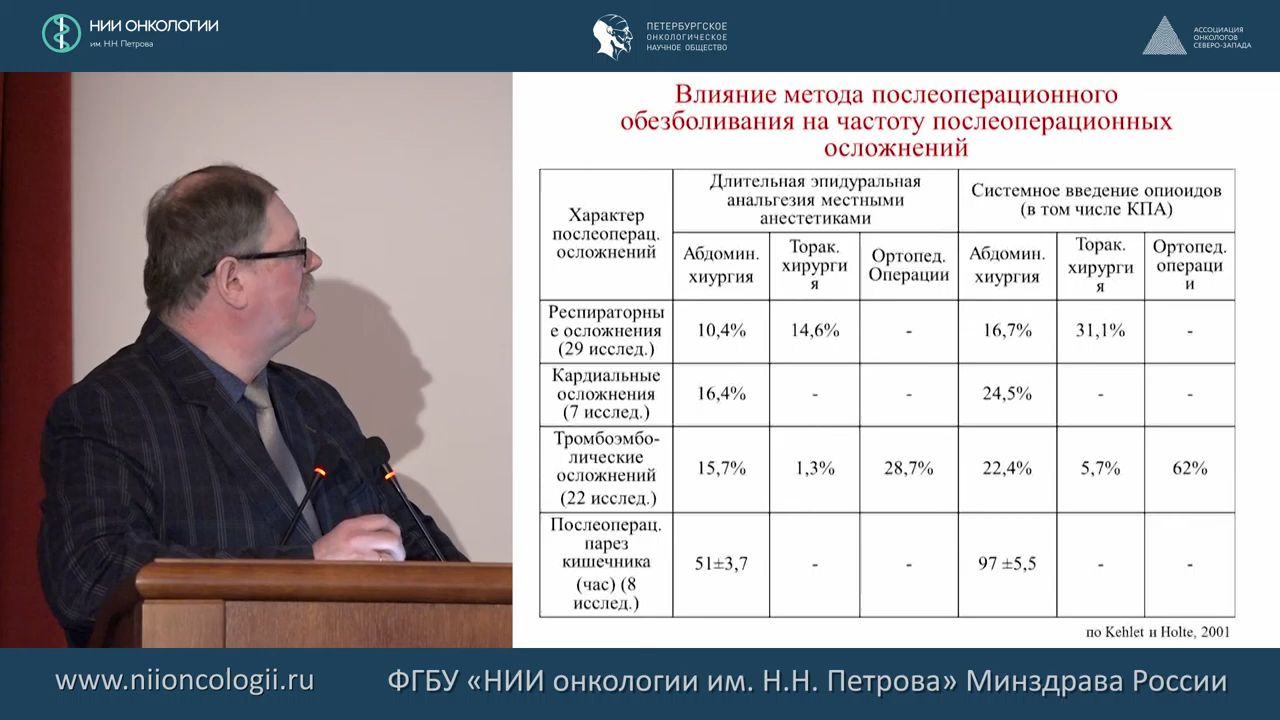 НИИ ОНКОЛОГИИ
им. Н.Н. Петрова
ПЕТЕРБУРГСКОЕ
ОНКОЛОГИЧЕСКОЕ
НАУЧНОЕ ОБЩЕСТВО
АССОЦИАЦИЯ
ОНКОЛОГОВ
СЕВЕРО-ЗАПАДА
Влияние метода послеоперационного
обезболивания на частоту послеоперационных
осложнений
Характер
послеоперац.
осложнений
Длительная эпидуральная
анальгезия местными
анестетиками
Системное введение опиоидов
(в том числе КПА)
Абдомин.
хиургия
Торак.
хирурги
я
Ортопед.
Операции
Абдомин.
хиургия
Торак.
хирурги
я
Ортопед.
операци
и
Респираторны
е осложнения
(29 исслед.)
10,4%
14,6%
-
16,7%
31,1%
-
Кардиальные
осложнения
(7 исслед.)
16,4%
-
-
24,5%
-
-
Тромбоэмбо-
лические
осложнений
(22 исслед.)
15,7%
1,3%
28,7%
22,4%
5,7%
62%
Послеоперац.
парез
кишечника
(час) (8
исслед.)
51±3,7
-
-
97 ±5,5
-
-
по Kehlet и Holte, 2001
www.niioncologii.ru
ФГБУ «НИИ онкологии им. Н.Н. Петрова» Минздрава России